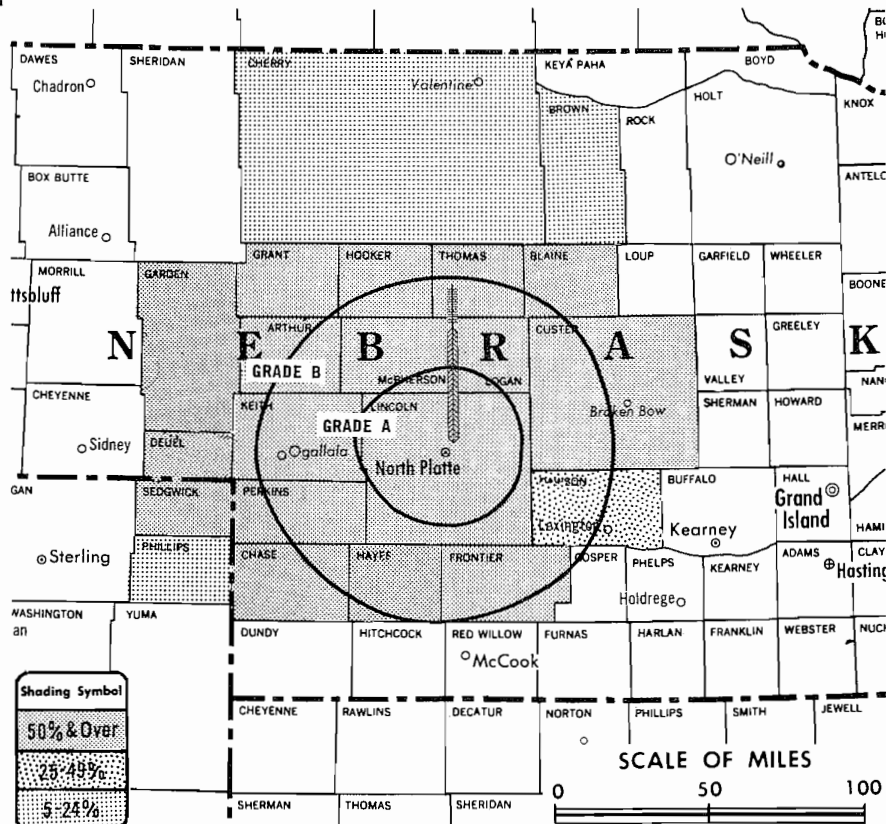 DAWES
SHERIDAN
CHERRY
KEYA PAHA
BOYD
Chadron
Valentine
HOLT
KNOX
BROWN
ROCK
O'Neill
BOX BUTTE
ANTELO
Alliance
GRANT
HOOKER
THOMAS
BLAINE
LOUP
GARFIELD
WHEELER
MORRILL
GARDEN
BOONE
ttsbluff
ARTHUR
CUSTER
GREELEY
N E B R A S K
GRADE B
McPHERSON
LOGAN
VALLEY
NAN
CHEYENNE
KEITH
LINCOLN
SHERMAN
HOWARD
GRADE A
Broken Bow
MERR
Sidney
DEUEL
Ogallala
North Platte
GAN
SEDGWICK
PERKINS
DAWSON
BUFFALO
HALL
Grand
Island
Lexington
Kearney
HAMI
Sterling
PHILLIPS
CHASE
HAYES
FRONTIER
GOSPER
PHELPS
KEARNEY
ADAMS
CLAY
Hasting
Holdrege
WASHINGTON
YUMA
an
DUNDY
HITCHCOCK
RED WILLOW
FURNAS
HARLAN
FRANKLIN
WEBSTER
NUCK
McCook
Shading Symbol
50% & Over
25-49%
5-24%
CHEYENNE
RAWLINS
DECATUR
NORTON
PHILLIPS
SMITH
JEWELL
SCALE OF MILES
0 50 100
SHERMAN
THOMAS
SHERIDAN